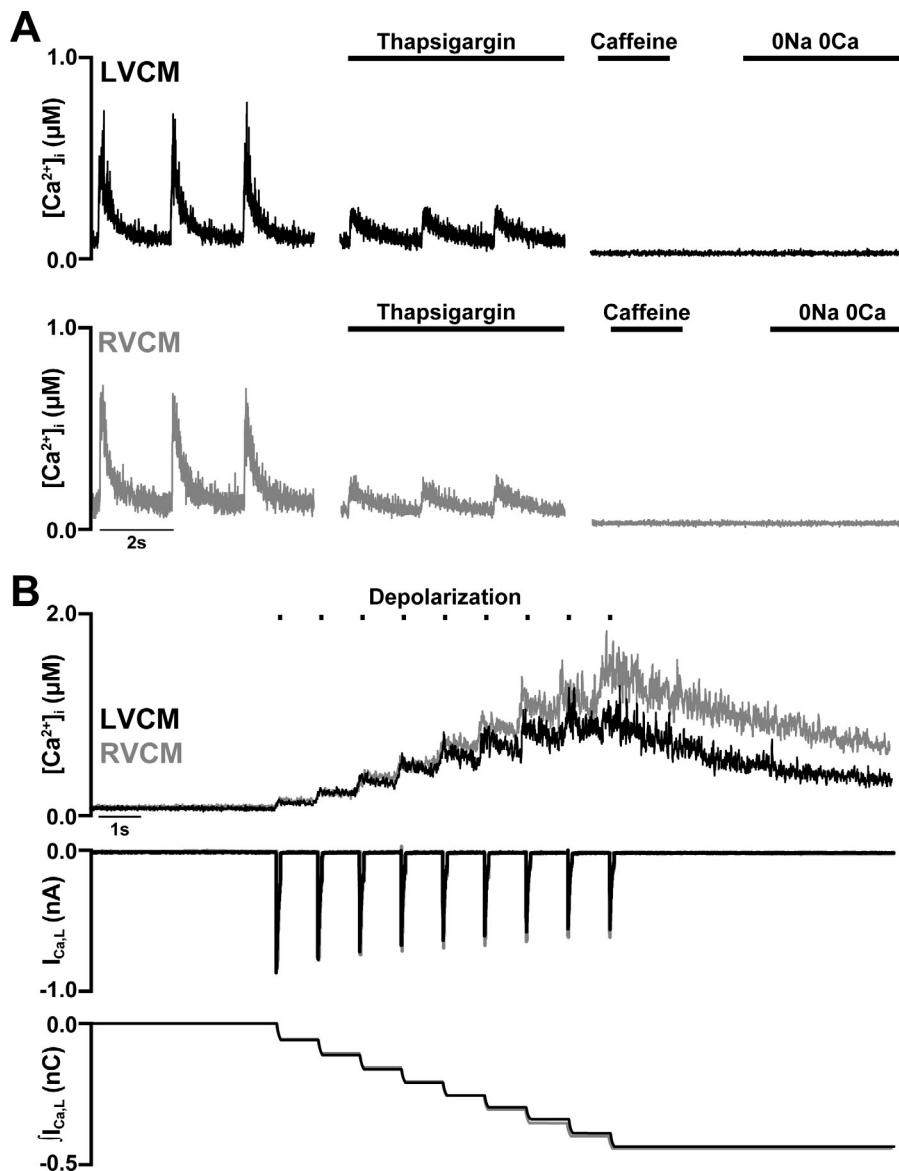 A
Thapsigargin Caffeine 0Na 0Ca
1.0
LVCM
[Ca²⁺]ᵢ (µM)
0.0
Thapsigargin Caffeine 0Na 0Ca
1.0
RVCM
[Ca²⁺]ᵢ (µM)
0.0
2s
B
Depolarization
2.0
LVCM
RVCM
[Ca²⁺]ᵢ (µM)
0.0
1s
0.0
I_Ca,L (nA)
-1.0
0.0
∫I_Ca,L (nC)
-0.5